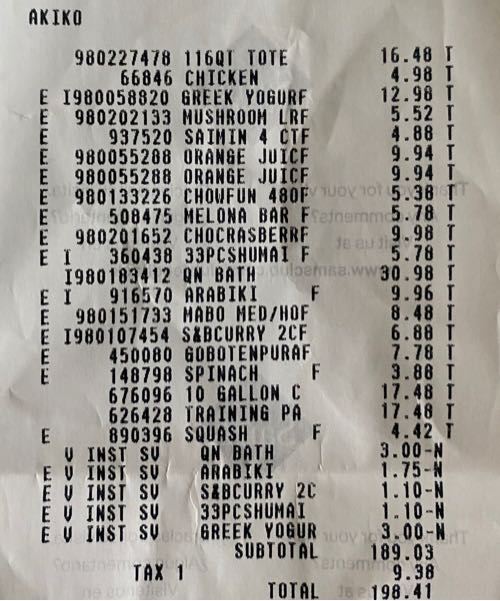 AKIKO
980227478 116QT TOTE 16.48 T
66846 CHICKEN 4.98 T
E I980058820 GREEK YOGURF 12.98 T
E 980202133 MUSHROOM LRF 5.52 T
E 937520 SAIMIN 4 CTF 4.88 T
E 980055288 ORANGE JUICF 9.94 T
E 980055288 ORANGE JUICF 9.94 T
E 980133226 CHOWFUN 480F 5.38 T
E 508475 MELONA BAR F 5.78 T
E 980201652 CHOCRASBERRF 9.98 T
E I 360438 33PCSHUMAI F 5.78 T
I980183412 QN BATH 30.98 T
E I 916570 ARABIKI F 9.96 T
E 980151733 MABO MED/HOF 8.48 T
E I980107454 S&BCURRY 2CF 6.88 T
E 450080 GOBOTENPURAF 7.78 T
E 148798 SPINACH F 3.88 T
676096 10 GALLON C 17.48 T
626428 TRAINING PA 17.48 T
E 890396 SQUASH F 4.42 T
V INST SV QN BATH 3.00-N
E V INST SV ARABIKI 1.75-N
E V INST SV S&BCURRY 2C 1.10-N
E V INST SV 33PCSHUMAI 1.10-N
E V INST SV GREEK YOGUR 3.00-N
SUBTOTAL 189.03
TAX 1 9.38
TOTAL 198.41